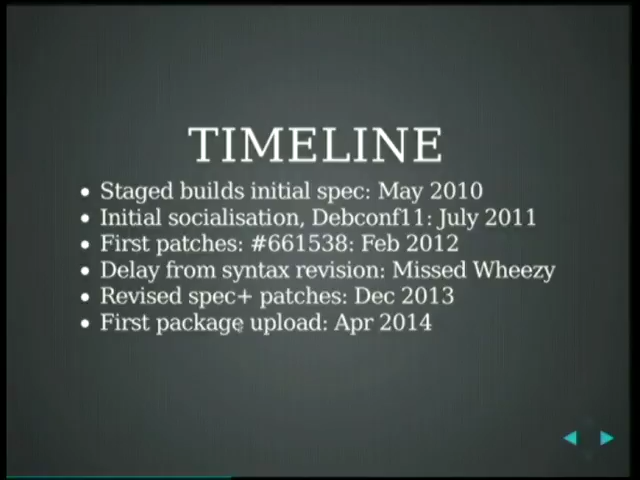 TIMELINE
Staged builds initial spec: May 2010
Initial socialisation, Debconf11: July 2011
First patches: #661538: Feb 2012
Delay from syntax revision: Missed Wheezy
Revised spec+ patches: Dec 2013
First package upload: Apr 2014